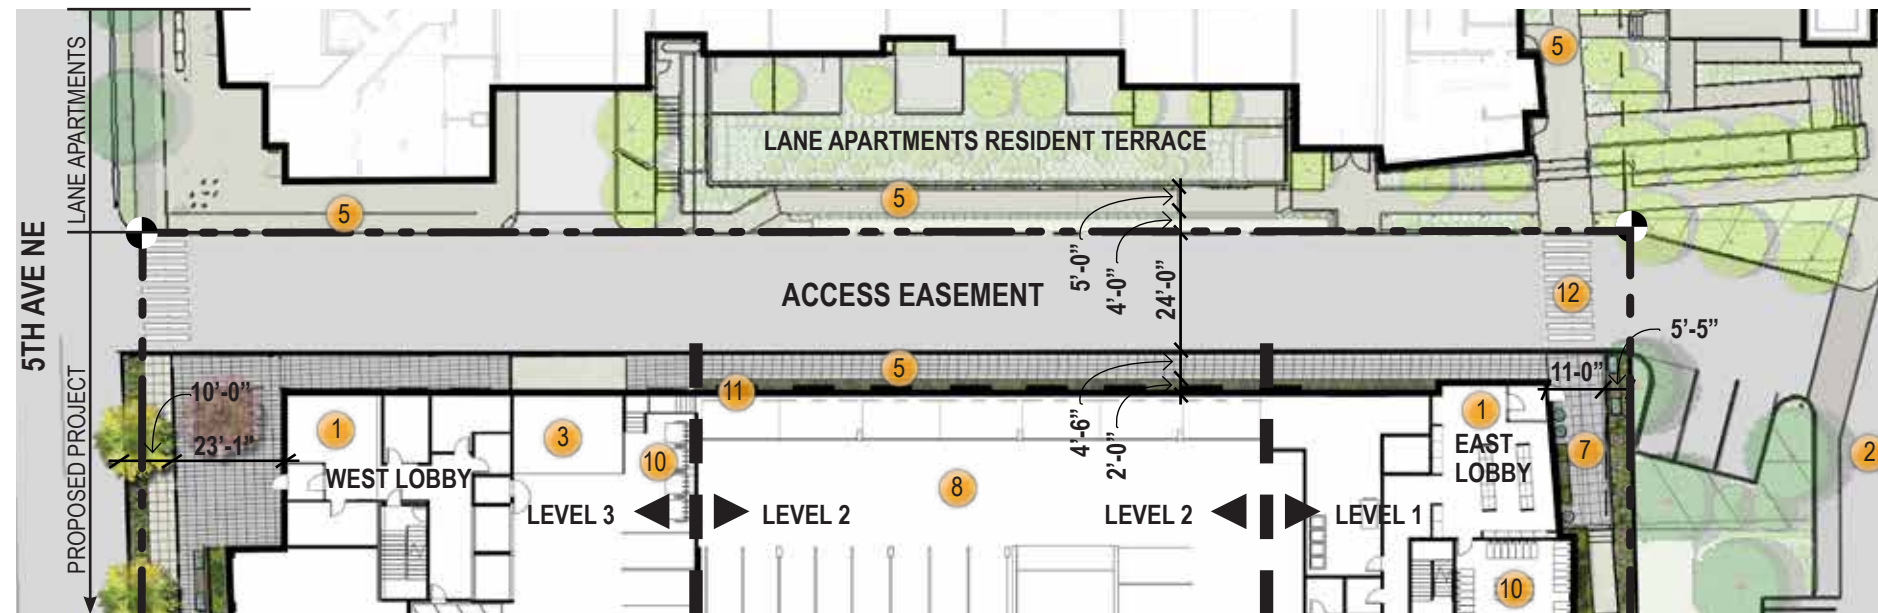 LANE APARTMENTS
5
LANE APARTMENTS RESIDENT TERRACE
5
5
5TH AVE NE
ACCESS EASEMENT
5’-0”
4’-0”
24’-0”
12
5’-5”
PROPOSED PROJECT
10’-0”
23’-1”
5
11
11-0”
1
3
10
4’-6”
2’-0”
1
EAST
LOBBY
7
2
WEST LOBBY
8
LEVEL 3
LEVEL 2
LEVEL 2
LEVEL 1
10